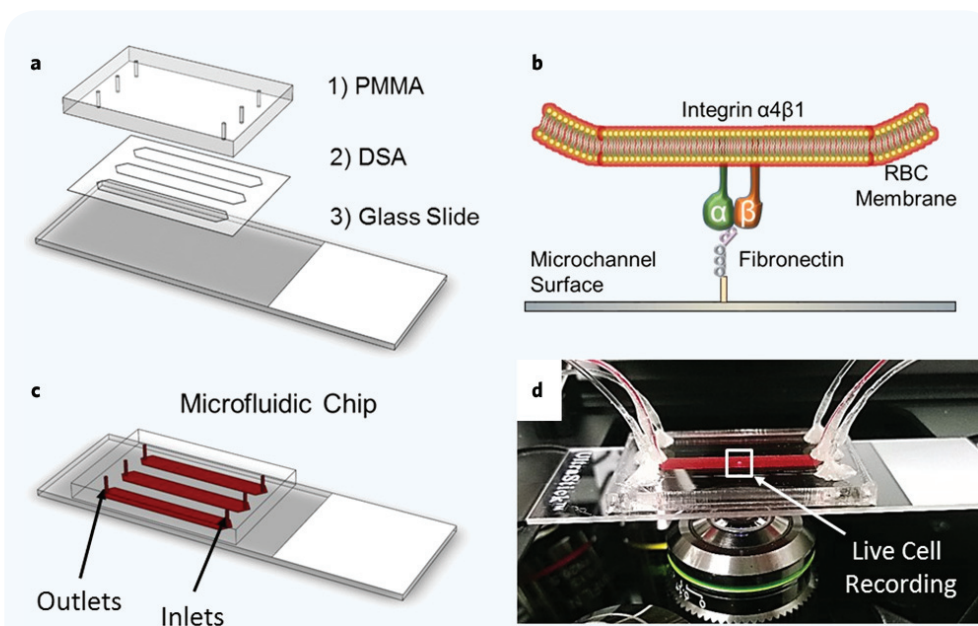 a
1) PMMA
2) DSA
3) Glass Slide
b
Integrin α4β1
RBC
Membrane
α β
Microchannel
Surface
Fibronectin
c
Microfluidic Chip
Outlets
Inlets
d
UltraStick
Live Cell
Recording